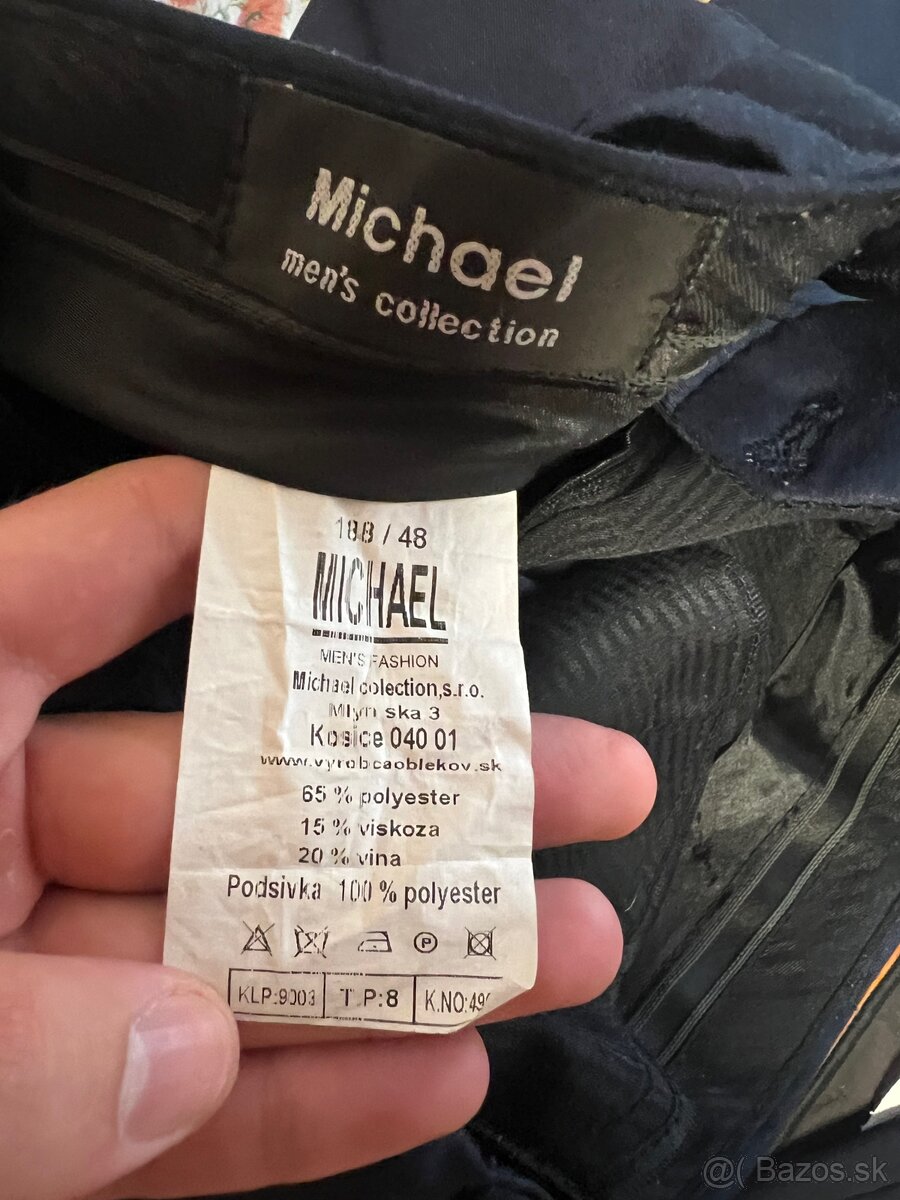 Michael
men's collection
188 / 48
MICHAEL
MEN'S FASHION
Michael colection,s.r.o.
Mlyn ska 3
Kosice 040 01
www.vyrobcaoblekov.sk
65 % polyester
15 % viskoza
20 % vina
Podsivka 100 % polyester
P
KLP:9003 T P:8 K.NO:
@( Bazos.sk